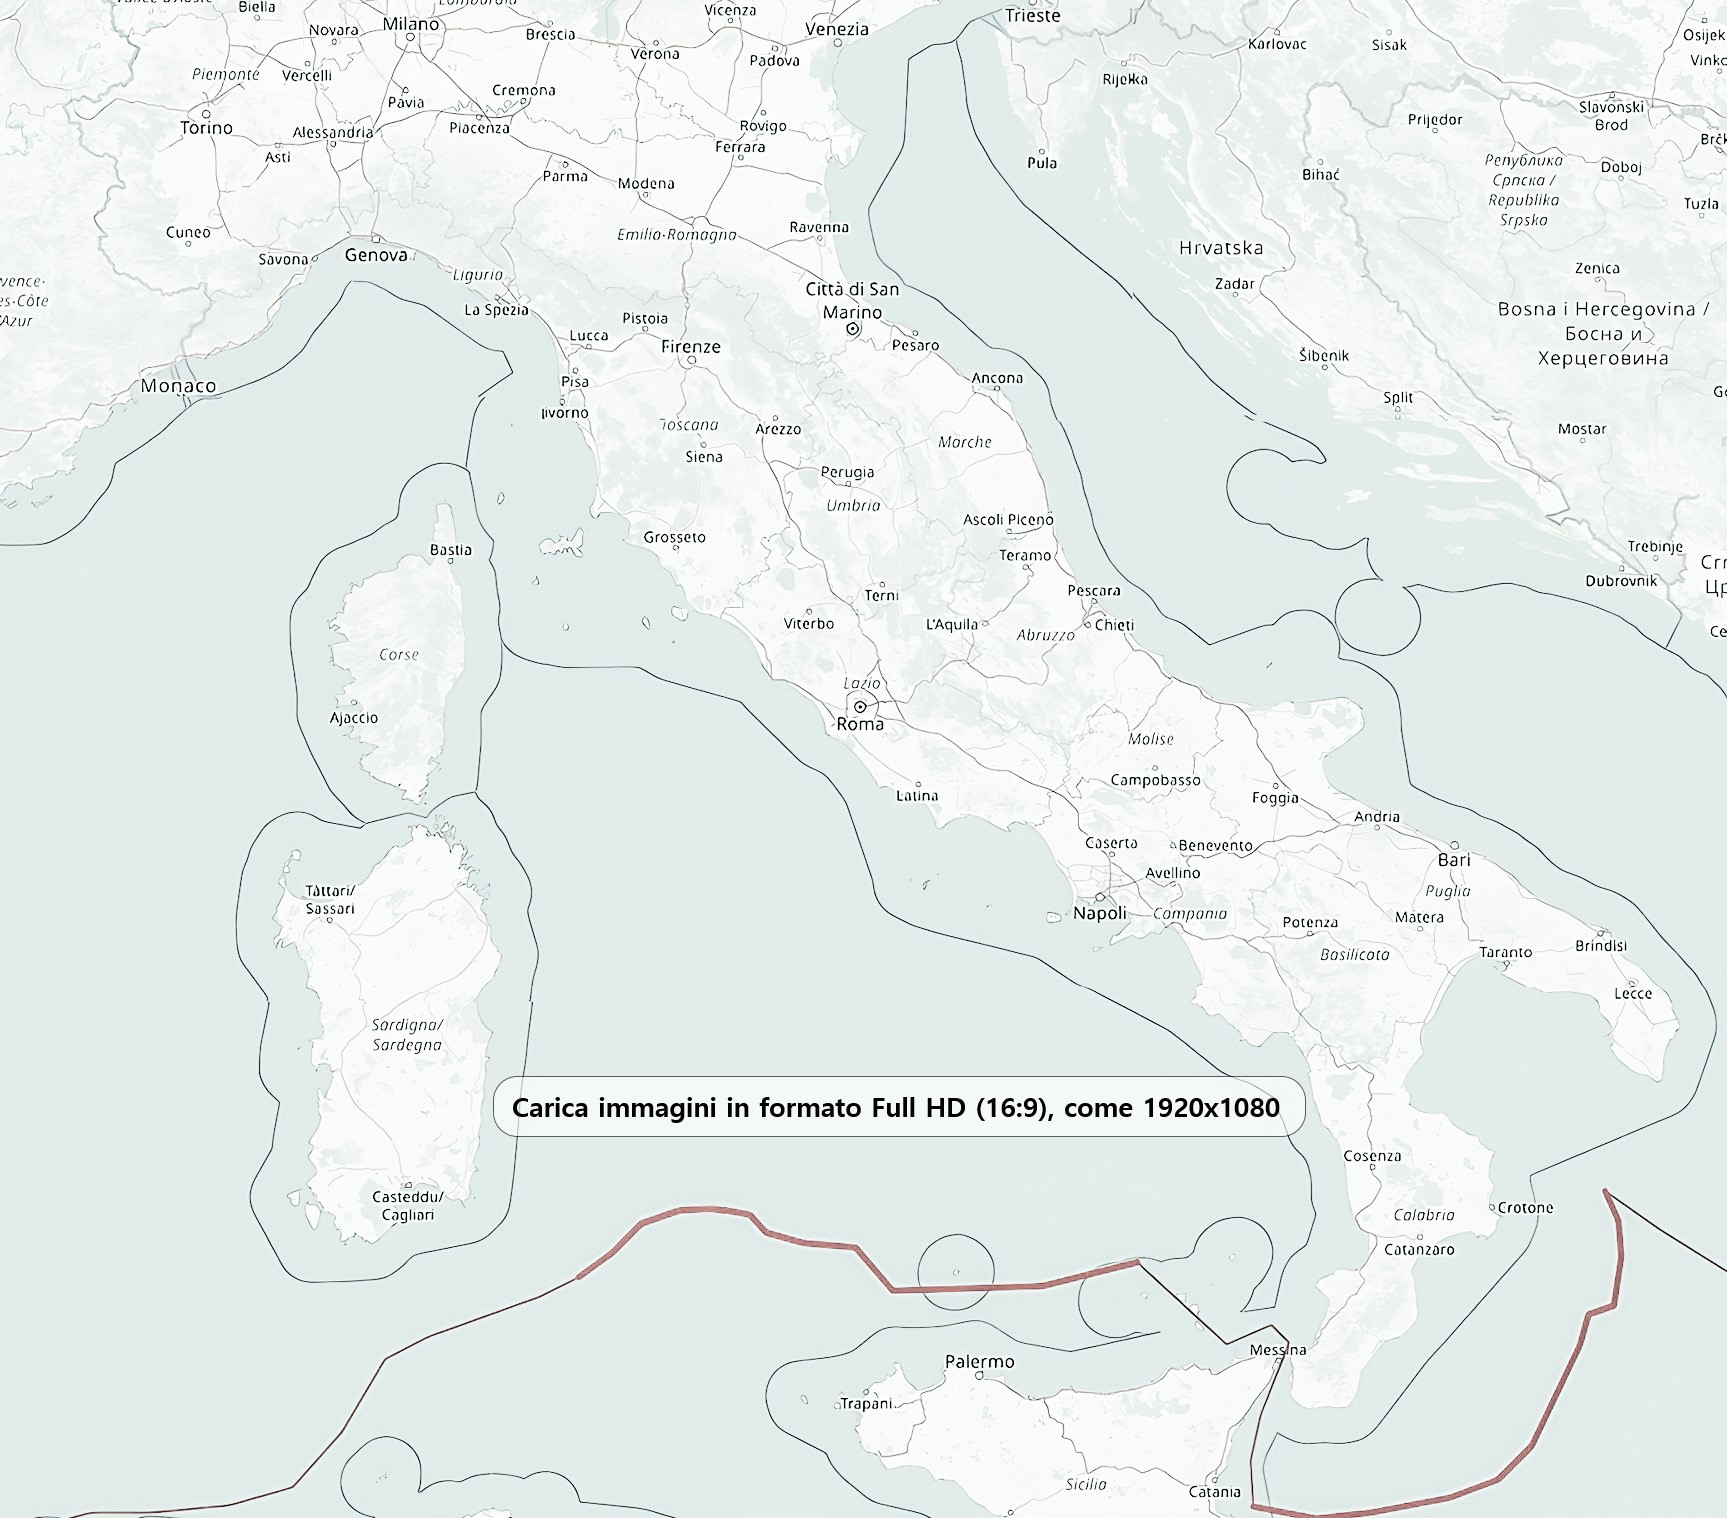 Lombardia
Biella
Novara
Milano
Brescia
Vicenza
Verona
Padova
Venezia
Trieste
Karlovac
Sisak
Osijek
Piemonte
Vercelli
Pavia
Cremona
Rijeka
Torino
Alessandria
Piacenza
Rovigo
Ferrara
Prijedor
Slavonski
Brod
Asti
Parma
Modena
Pula
Bihać
Република
Српска /
Republika
Srpska
Doboj
Tuzla
Cuneo
Savona
Genova
Liguria
Emilia-Romagna
Ravenna
Hrvatska
Zadar
Zenica
La Spezia
Città di San
Marino
Bosna i Hercegovina /
Босна и
Херцеговина
Lucca
Pistoia
Firenze
Pesaro
Šibenik
Monaco
Pisa
Ancona
Split
Livorno
Toscana
Arezzo
Siena
Marche
Mostar
Perugia
Umbria
Ascoli Piceno
Grosseto
Bastia
Teramo
Trebinje
Dubrovnik
Terni
Pescara
Viterbo
L'Aquila
Abruzzo
Chieti
Corse
Lazio
Roma
Ajaccio
Molise
Campobasso
Latina
Foggia
Andria
Caserta
Benevento
Bari
Avellino
Puglia
Tàttari/
Sassari
Napoli
Campania
Potenza
Matera
Basilicata
Taranto
Brindisi
Lecce
Sardigna/
Sardegna
Carica immagini in formato Full HD (16:9), come 1920x1080
Cosenza
Casteddu/
Cagliari
Crotone
Calabria
Catanzaro
Messina
Palermo
Trapani
Sicilia
Catania